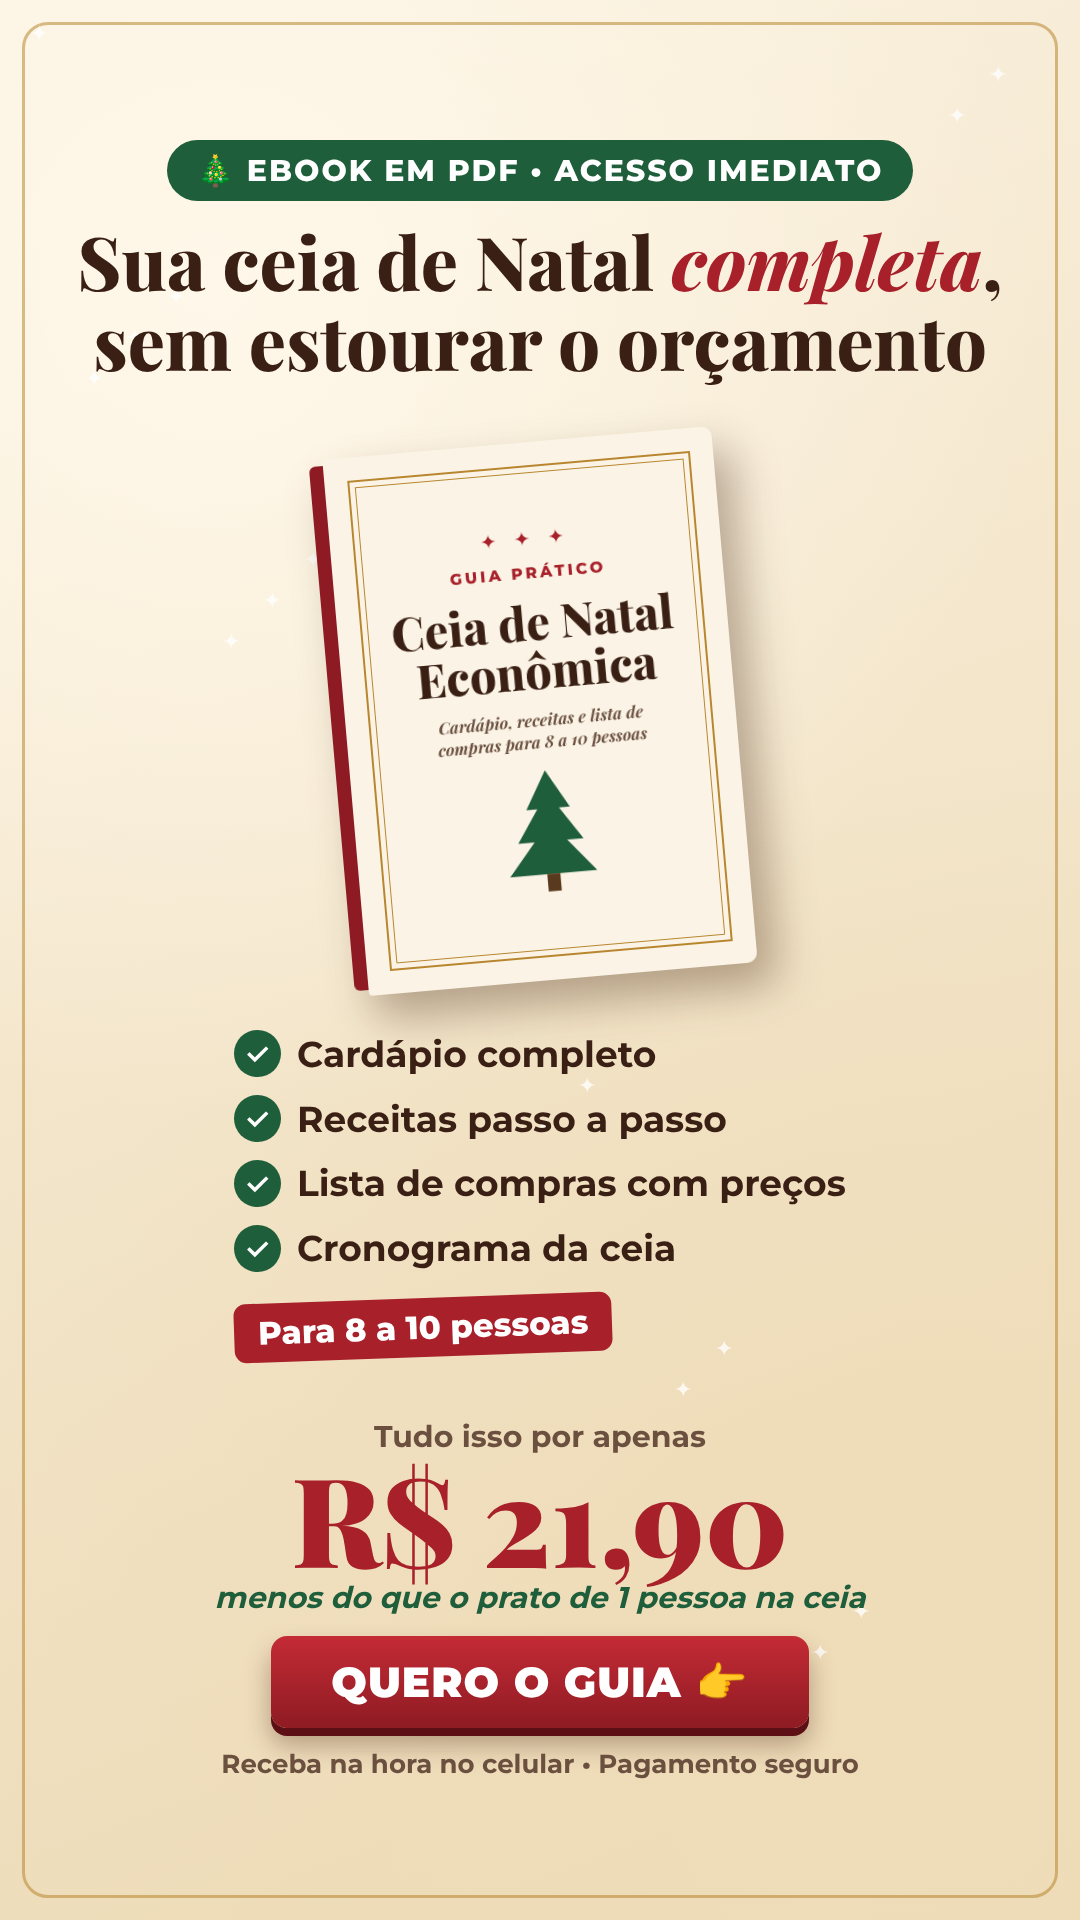 🎄 EBOOK EM PDF • ACESSO IMEDIATO
Sua ceia de Natal completa,
sem estourar o orçamento
GUIA PRÁTICO
Ceia de Natal
Econômica
Cardápio, receitas e lista de
compras para 8 a 10 pessoas
Cardápio completo
Receitas passo a passo
Lista de compras com preços
Cronograma da ceia
Para 8 a 10 pessoas
Tudo isso por apenas
R$ 21,90
menos do que o prato de 1 pessoa na ceia
QUERO O GUIA 👉
Receba na hora no celular • Pagamento seguro